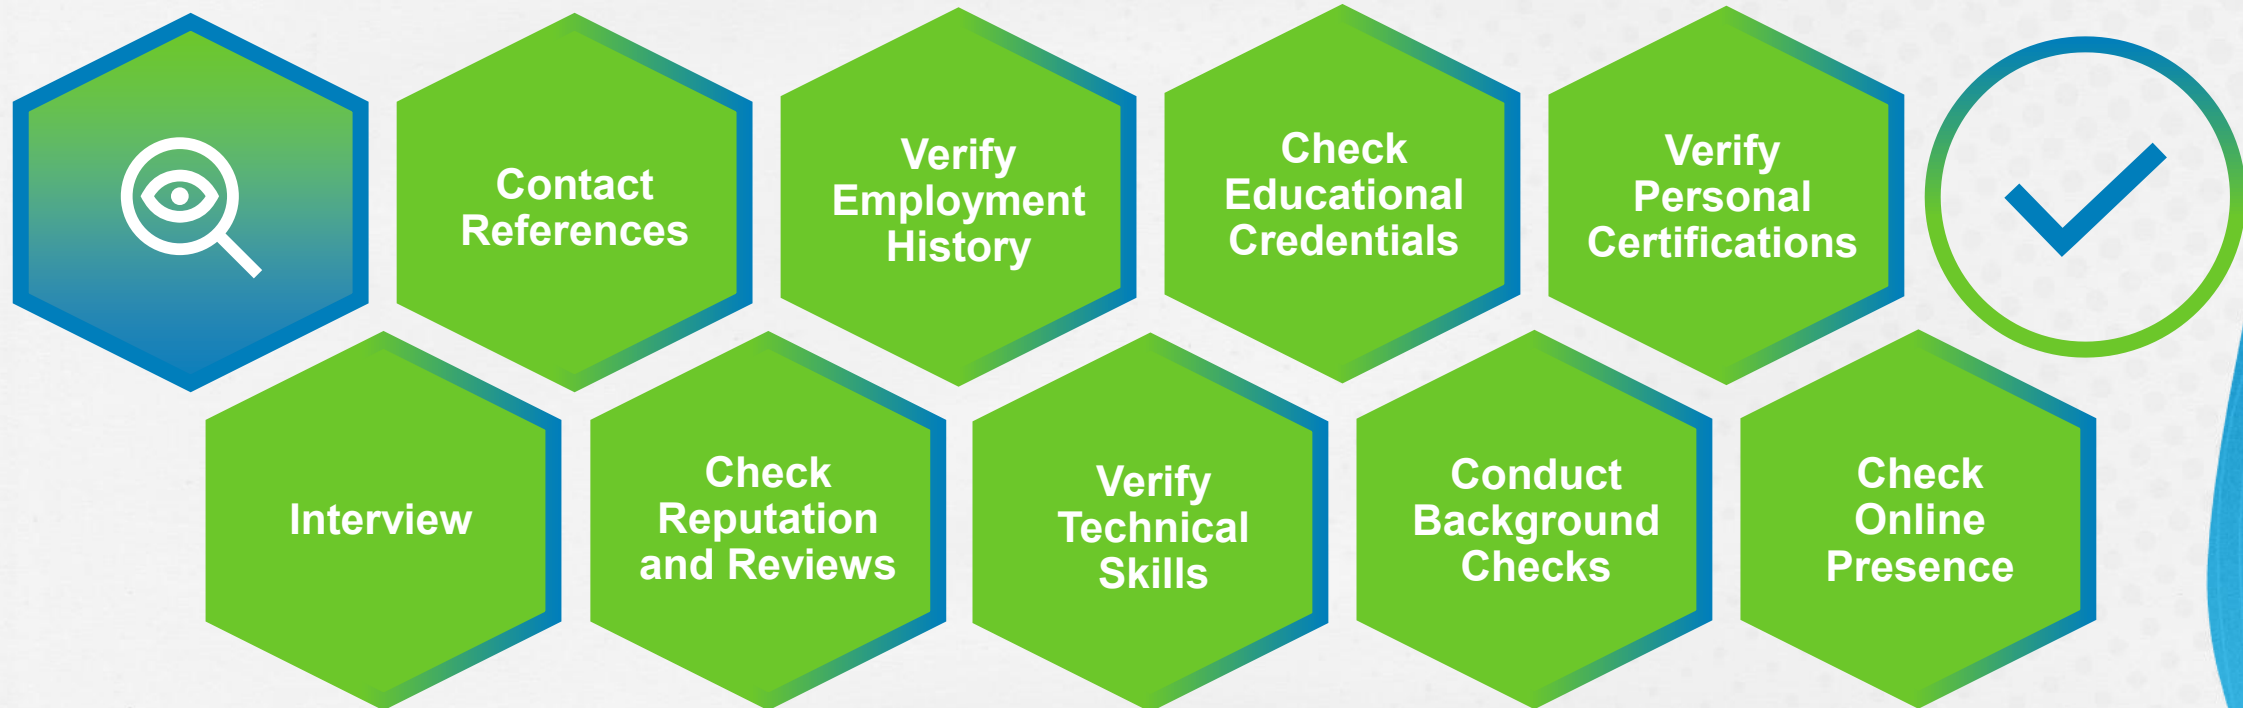 Contact
References
Verify
Employment
History
Check
Educational
Credentials
Verify
Personal
Certifications
Interview
Check
Reputation
and Reviews
Verify
Technical
Skills
Conduct
Background
Checks
Check
Online
Presence